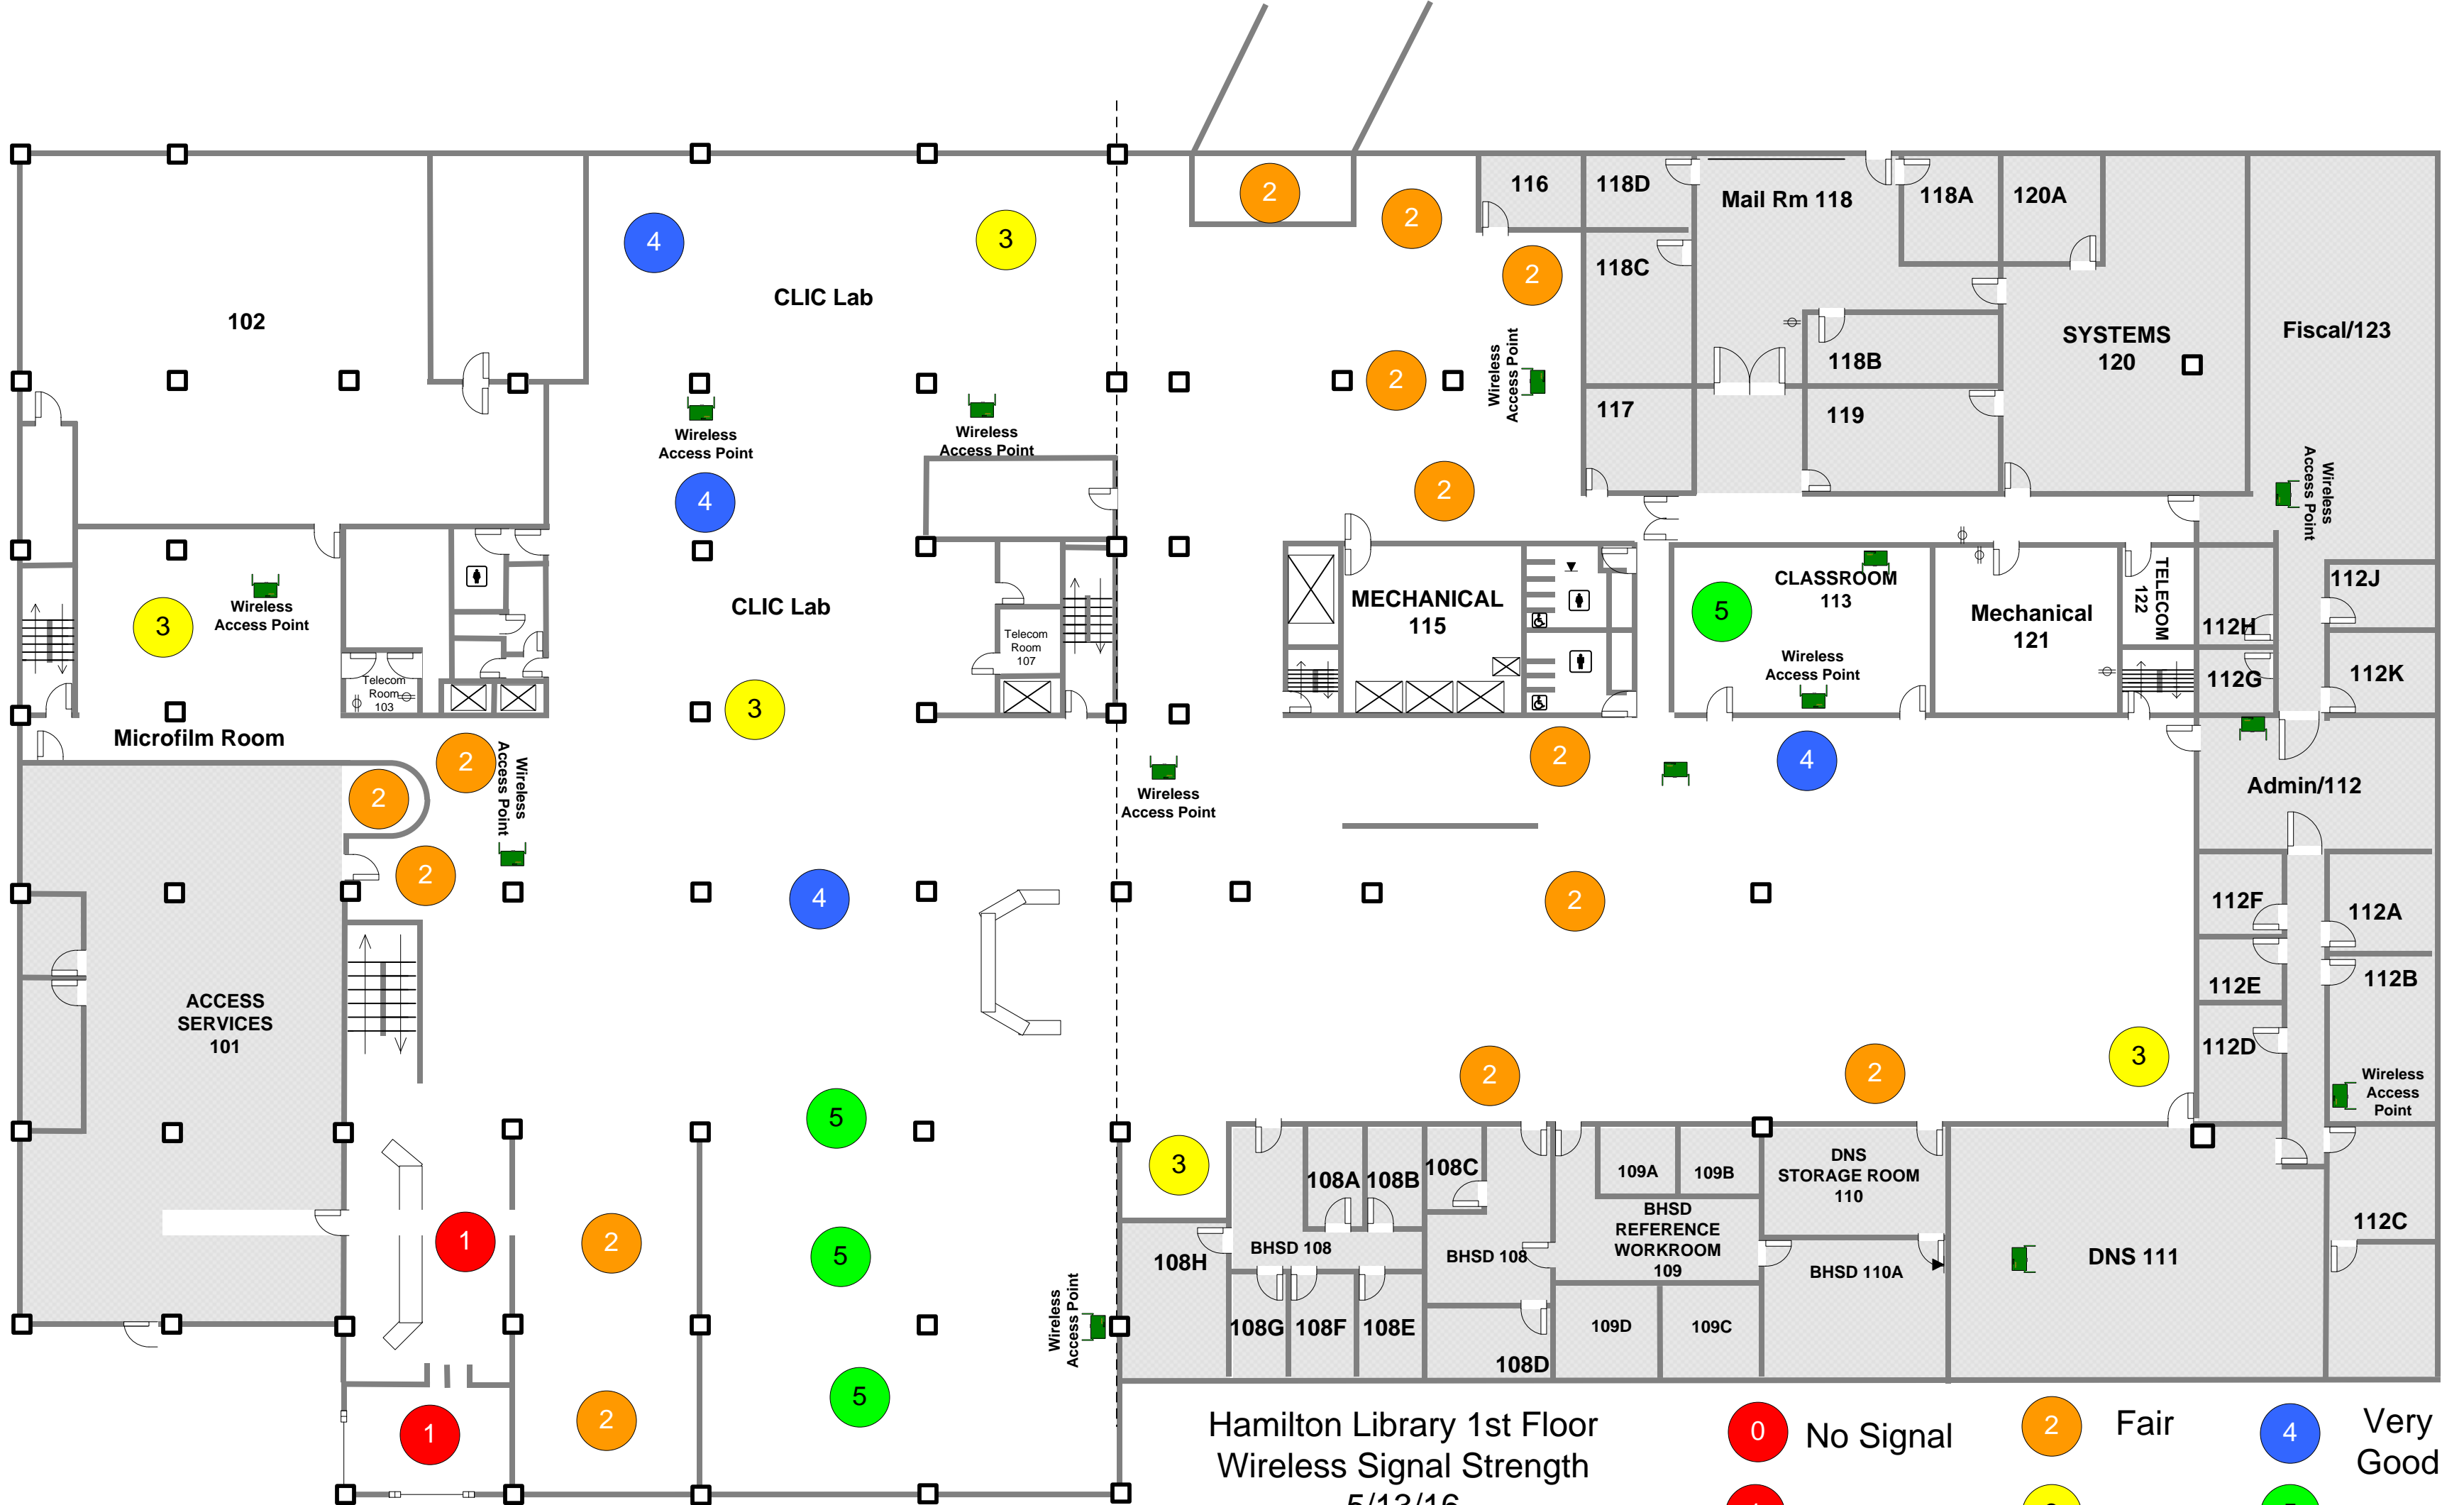 2
2
116
118D
Mail Rm 118
118A
120A
4
3
2
118C
CLIC Lab
102
SYSTEMS
120
Fiscal/123
118B
Wireless
Access Point
2
117
119
Wireless
Access Point
Wireless
Access Point
4
2
Wireless
Access Point
Wireless
Access Point
3
CLIC Lab
Telecom
Room
107
MECHANICAL
115
5
CLASSROOM
113
Wireless
Access Point
Mechanical
121
TELECOM
122
112H
112J
112G
112K
Telecom
Room
103
3
Microfilm Room
2
2
Wireless
Access Point
2
Wireless
Access Point
2
4
Admin/112
4
2
112F
112A
112E
112B
ACCESS
SERVICES
101
112D
3
2
2
Wireless
Access
Point
5
3
108A
108B
108C
109A
109B
DNS
STORAGE ROOM
110
BHSD
REFERENCE
WORKROOM
109
112C
1
2
5
108H
BHSD 108
BHSD 108
BHSD 110A
DNS 111
Wireless
Access Point
108G
108F
108E
108D
109D
109C
5
1
2
Hamilton Library 1st Floor
Wireless Signal Strength
5/13/16
0
No Signal
2
Fair
4
Very
Good